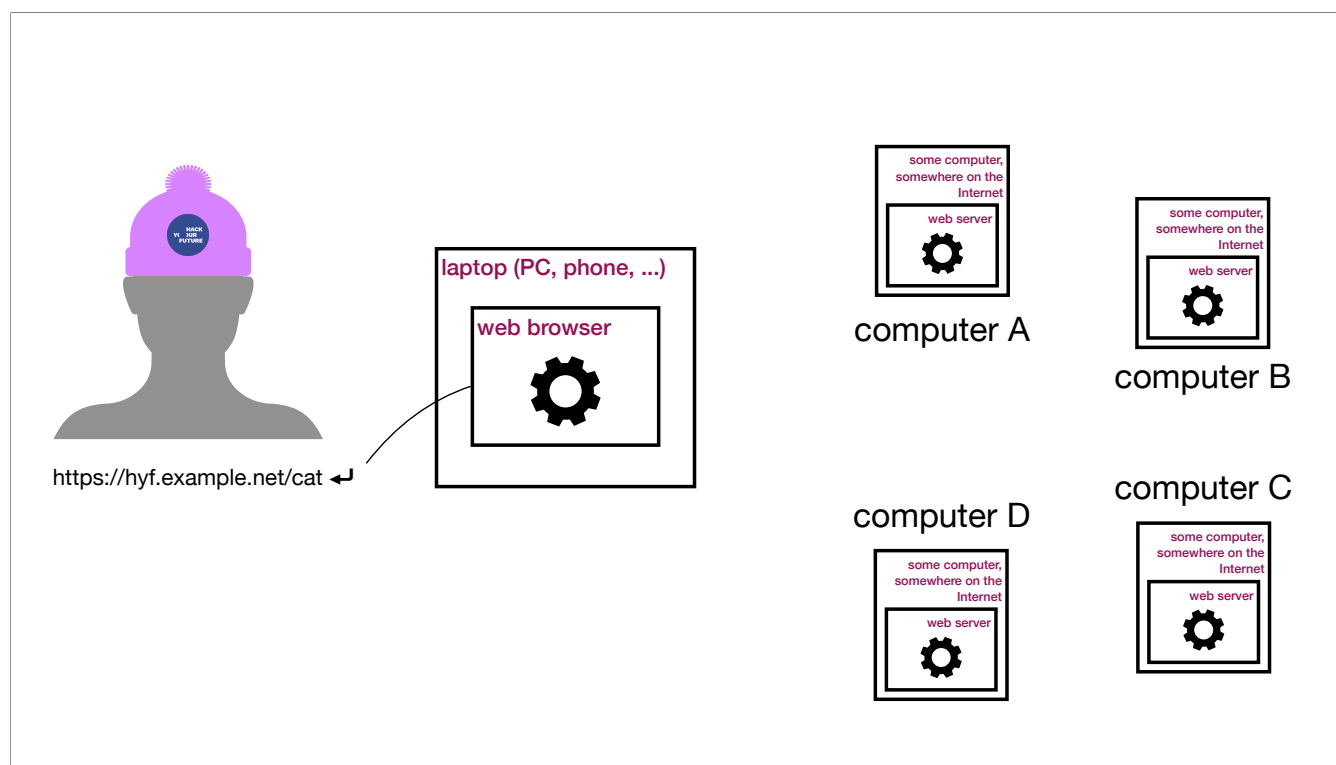 HACK
YOUR
FUTURE
https://hyf.example.net/cat
laptop (PC, phone, ...)
web browser
some computer,
somewhere on the
Internet
web server
computer A
some computer,
somewhere on the
Internet
web server
computer B
computer C
some computer,
somewhere on the
Internet
web server
computer D
some computer,
somewhere on the
Internet
web server